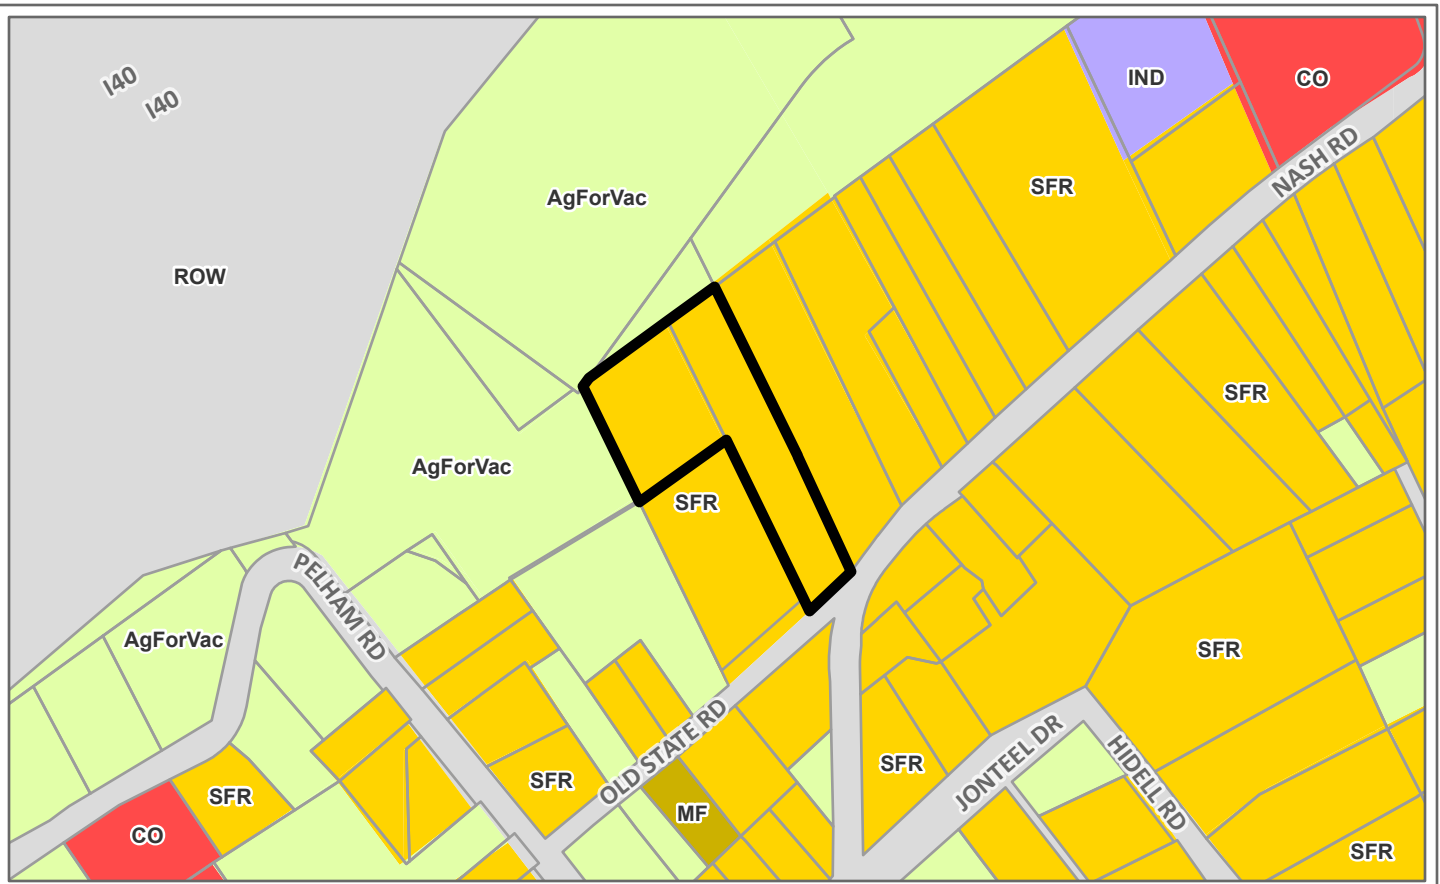 I40
I40
IND
CO
NASH RD
SFR
AgForVac
ROW
SFR
AgForVac
SFR
PELHAM RD
AgForVac
SFR
OLD STATE RD
JONTEEL DR
HIDELL RD
SFR
SFR
SFR
MF
CO
SFR